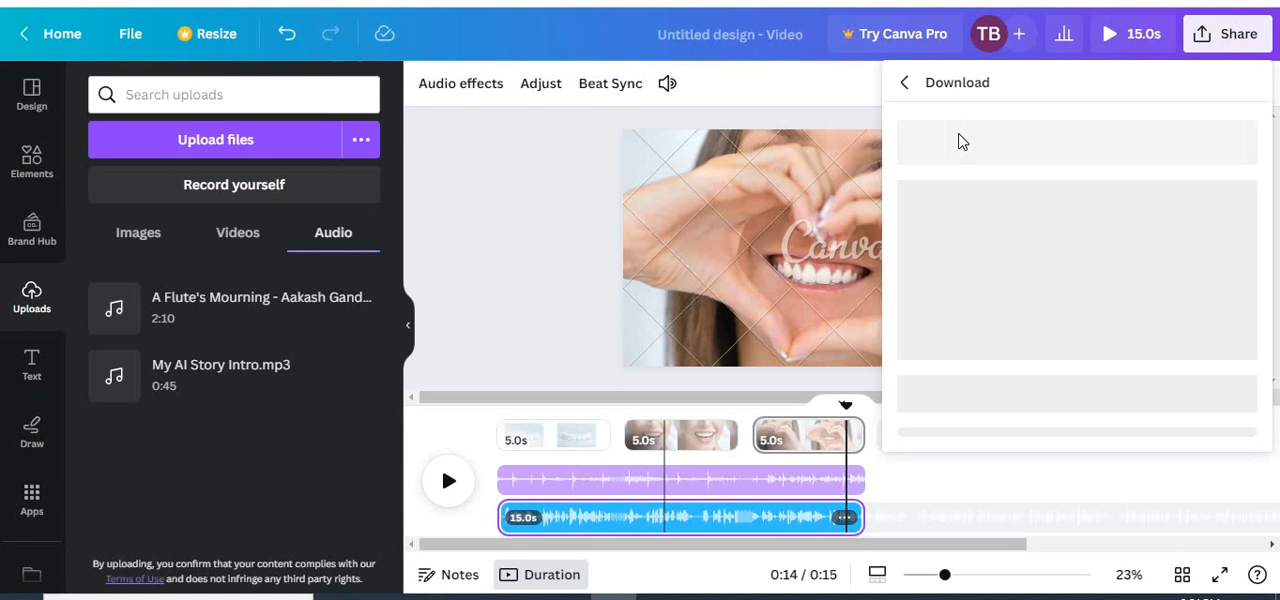 Home File Resize Untitled design - Video Try Canva Pro TB + 15.0s Share
Design
Elements
Brand Hub
Uploads
Text
Draw
Apps
Search uploads
Upload files
Record yourself
Images Videos Audio
A Flute's Mourning - Aakash Gand...
2:10
My AI Story Intro.mp3
0:45
By uploading, you confirm that your content complies with our
Terms of Use and does not infringe any third party rights.
Audio effects Adjust Beat Sync
Download
Canva
5.0s 5.0s 5.0s
15.0s
Notes Duration 0:14 / 0:15 23%